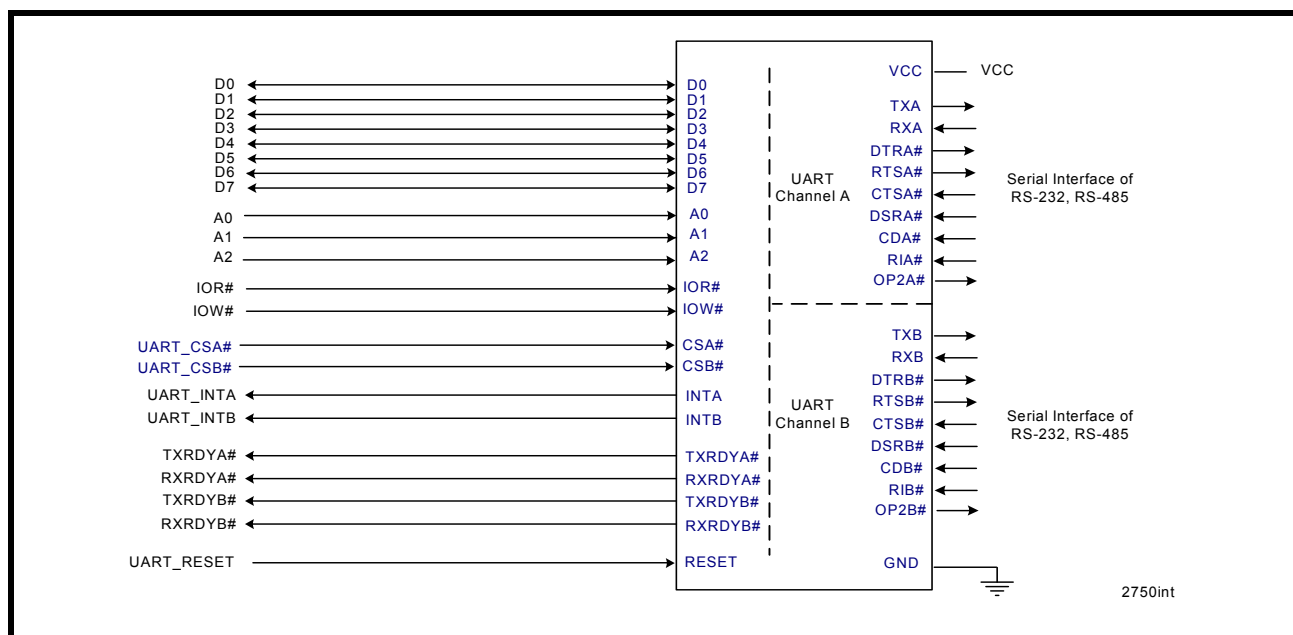 D0
D1
D2
D3
D4
D5
D6
D7
A0
A1
A2
IOR#
IOW#
UART_CSA#
UART_CSB#
UART_INTA
UART_INTB
TXRDYA#
RXRDYA#
TXRDYB#
RXRDYB#
UART_RESET
D0
D1
D2
D3
D4
D5
D6
D7
A0
A1
A2
IOR#
IOW#
CSA#
CSB#
INTA
INTB
TXRDYA#
RXRDYA#
TXRDYB#
RXRDYB#
RESET
UART
Channel A
UART
Channel B
VCC
TXA
RXA
DTRA#
RTSA#
CTSA#
DSRA#
CDA#
RIA#
OP2A#
TXB
RXB
DTRB#
RTSB#
CTSB#
DSRB#
CDB#
RIB#
OP2B#
GND
VCC
Serial Interface of
RS-232, RS-485
Serial Interface of
RS-232, RS-485
2750int